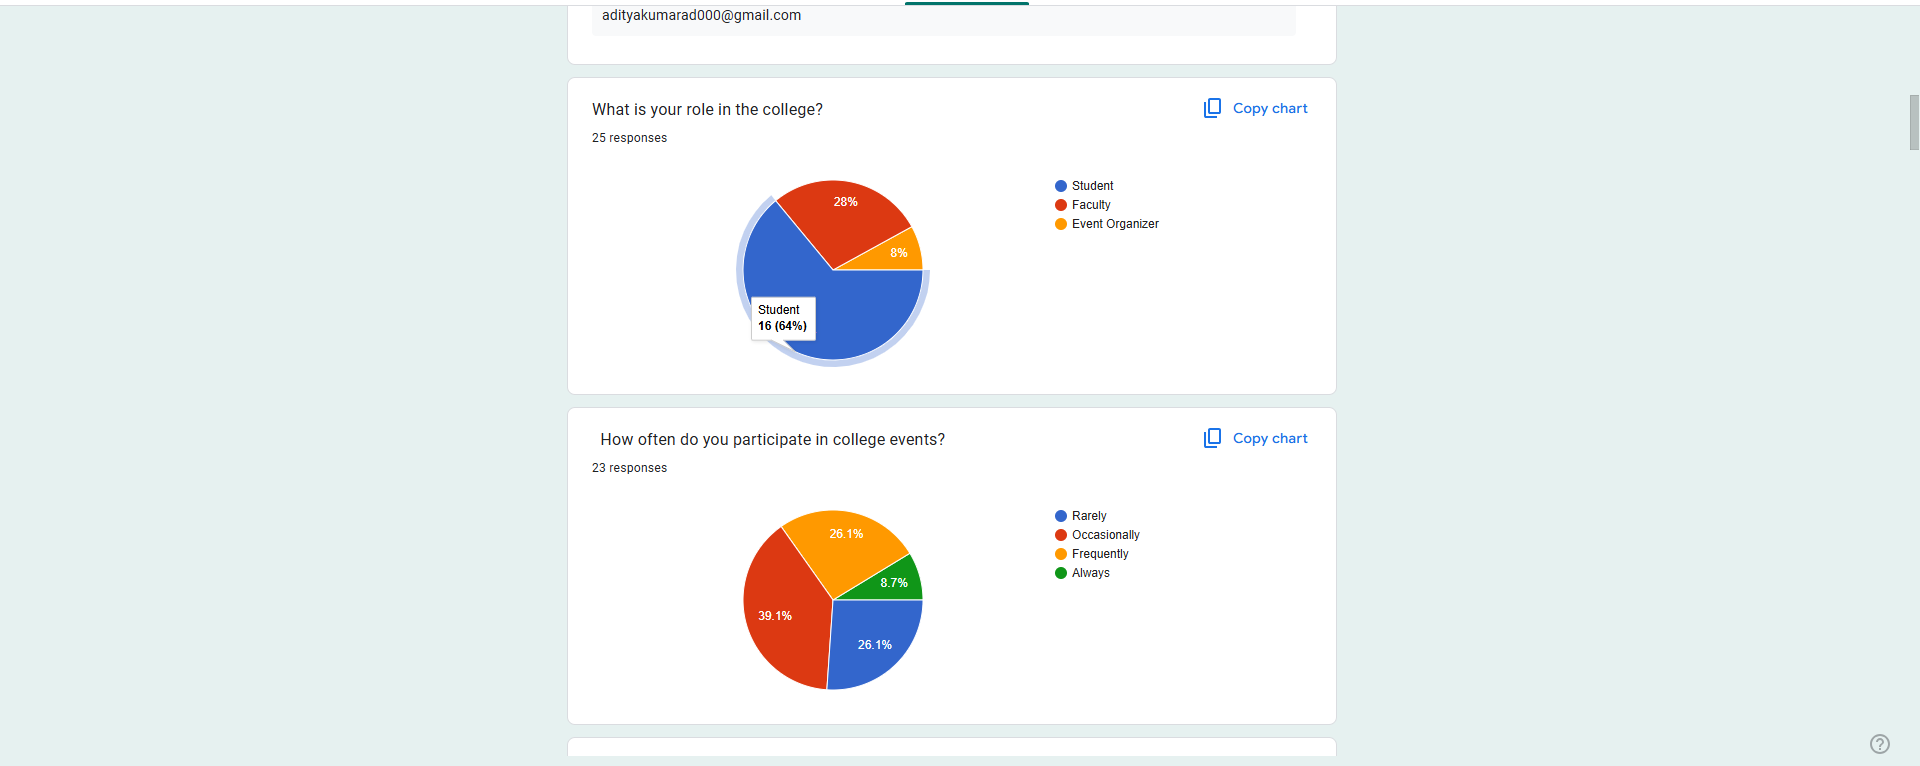 adityakumarad000@gmail.com
What is your role in the college?
Copy chart
25 responses
28%
8%
Student
16 (64%)
Student
Faculty
Event Organizer
How often do you participate in college events?
Copy chart
23 responses
26.1%
8.7%
39.1%
26.1%
Rarely
Occasionally
Frequently
Always